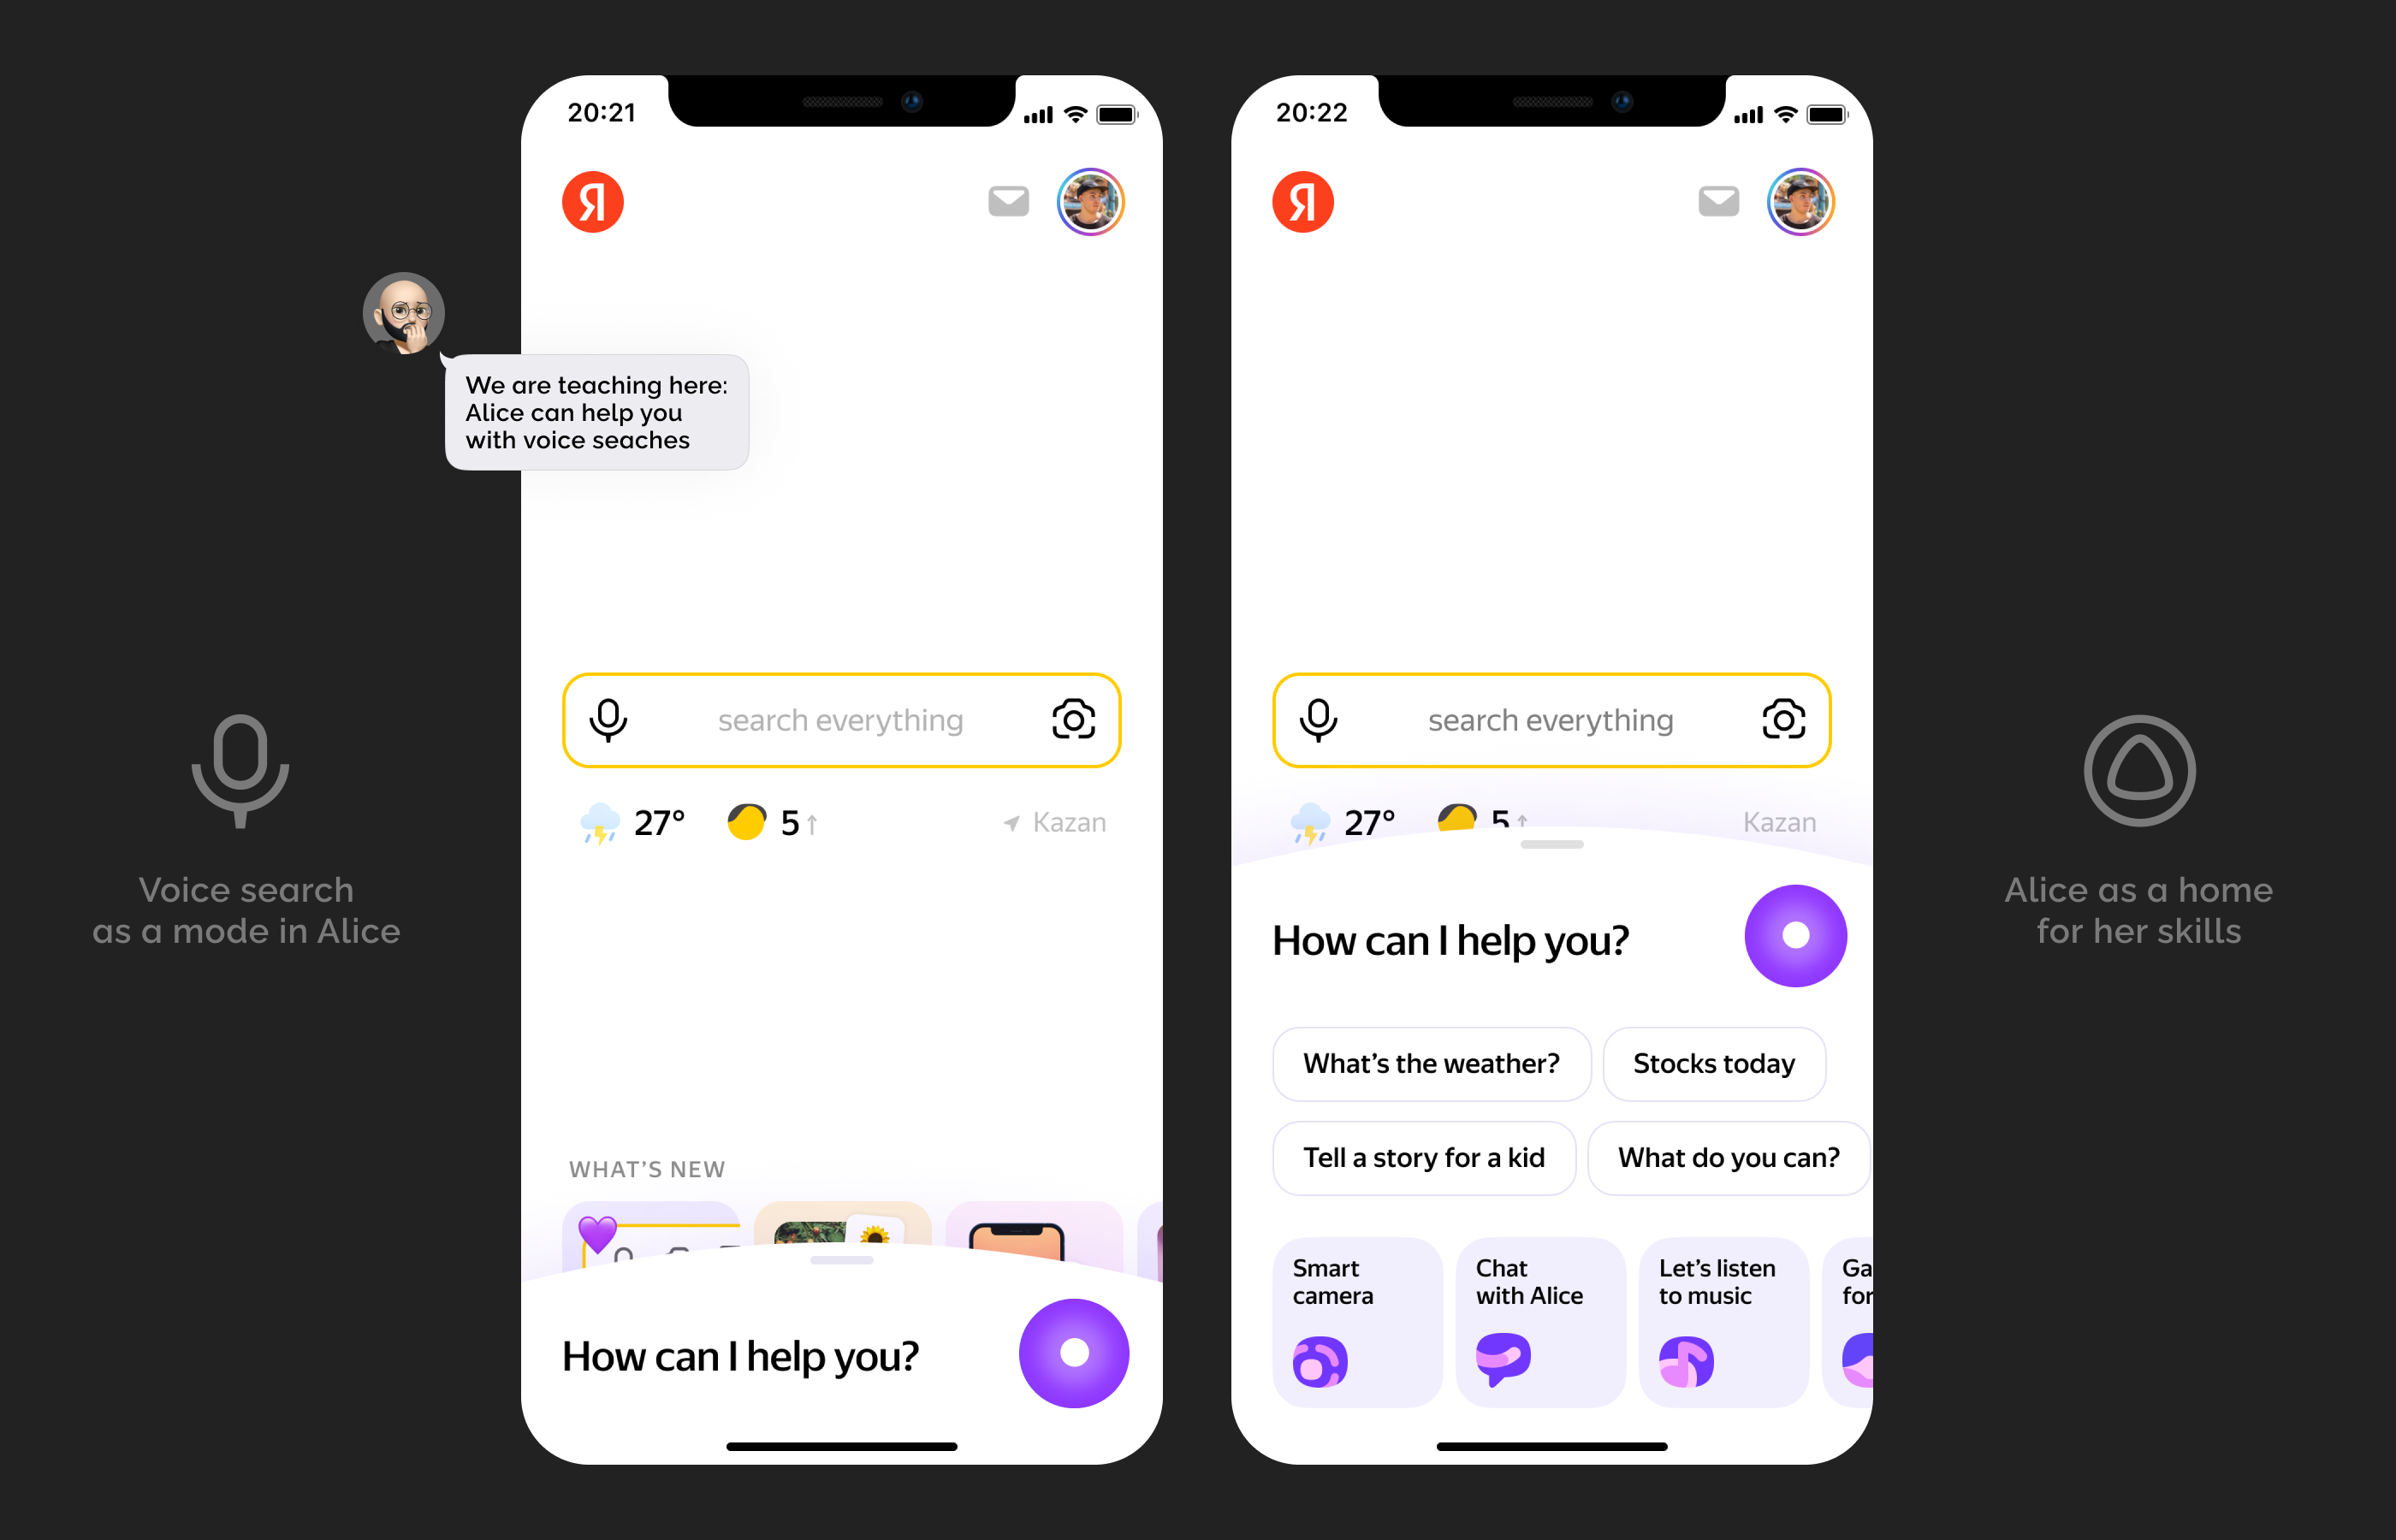 20:21
Я
We are teaching here:
Alice can help you
with voice seaches
search everything
27°
5↑
Kazan
WHAT'S NEW
How can I help you?
Voice search
as a mode in Alice
20:22
Я
search everything
27°
5↑
Kazan
How can I help you?
What's the weather?
Stocks today
Tell a story for a kid
What do you can?
Smart
camera
Chat
with Alice
Let's listen
to music
Ga
for
Alice as a home
for her skills